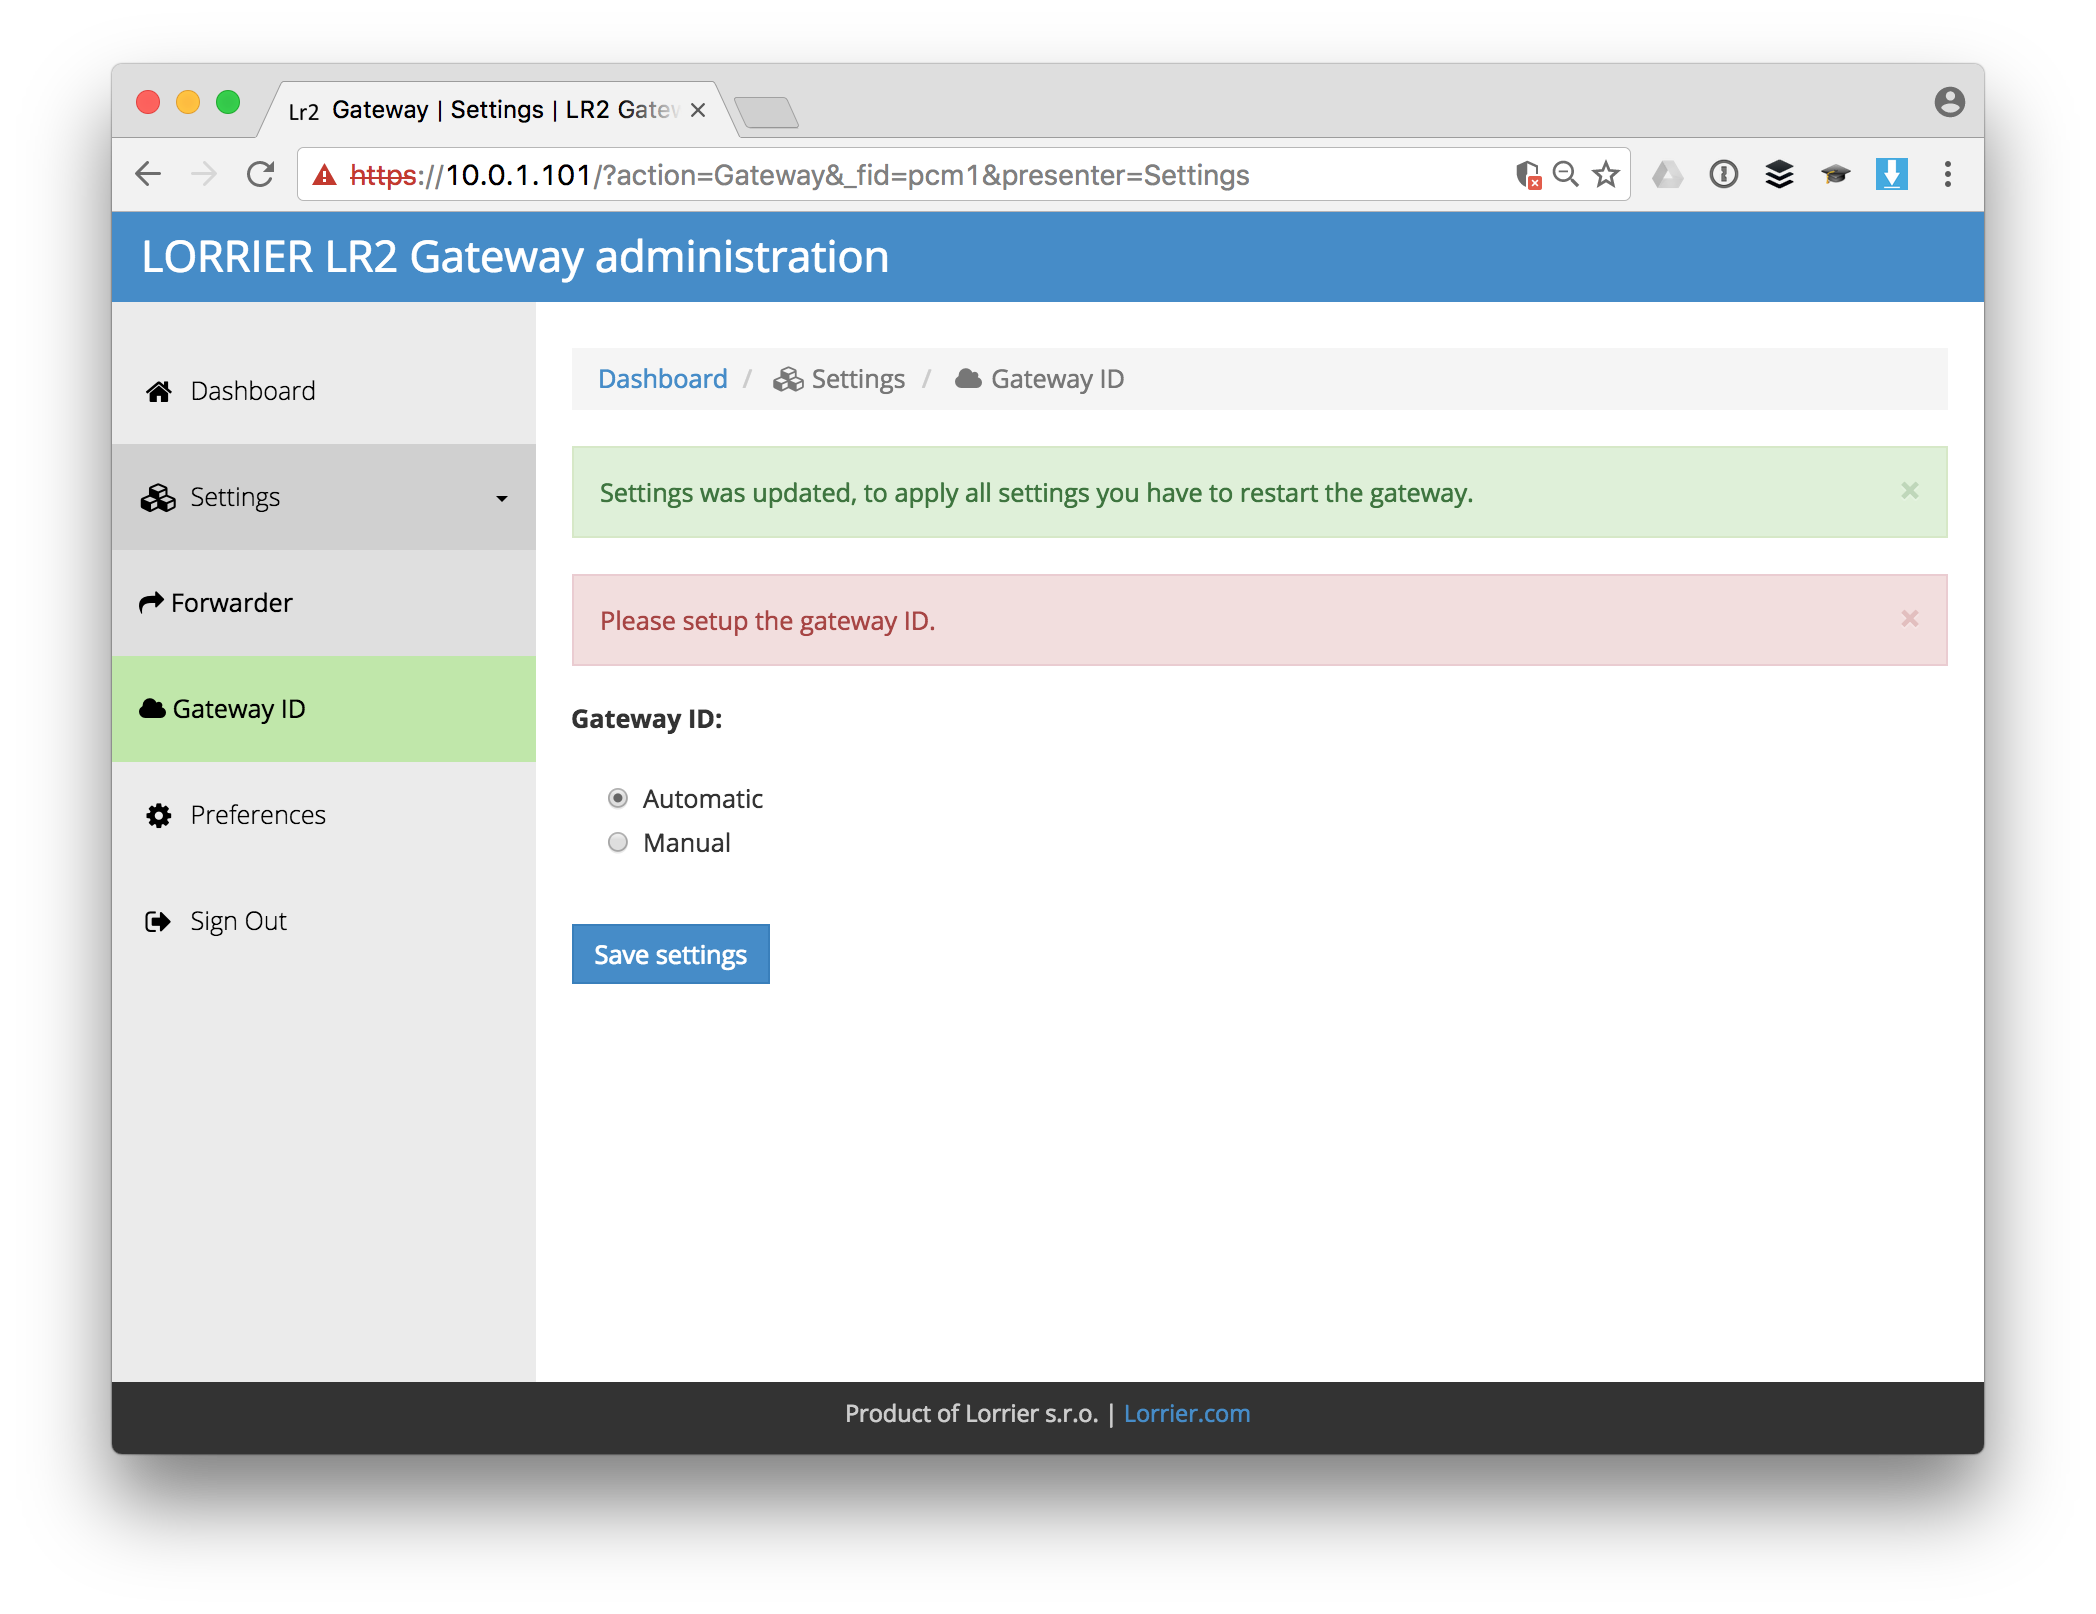 Lr2 Gateway | Settings | LR2 Gatew
https://10.0.1.101/?action=Gateway&_fid=pcm1&presenter=Settings
LORRIER LR2 Gateway administration
Dashboard
Settings
Forwarder
Gateway ID
Preferences
Sign Out
Dashboard / Settings / Gateway ID
Settings was updated, to apply all settings you have to restart the gateway.
Please setup the gateway ID.
Gateway ID:
Automatic
Manual
Save settings
Product of Lorrier s.r.o. | Lorrier.com